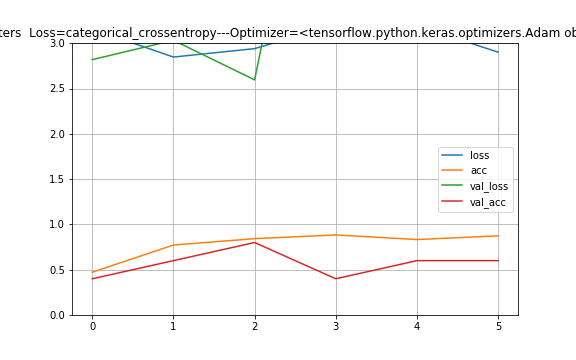 ters  Loss=categorical_crossentropy---Optimizer=<tensorflow.python.keras.optimizers.Adam ob
3.0
2.5
2.0
1.5
1.0
0.5
0.0
loss
acc
val_loss
val_acc
0 1 2 3 4 5